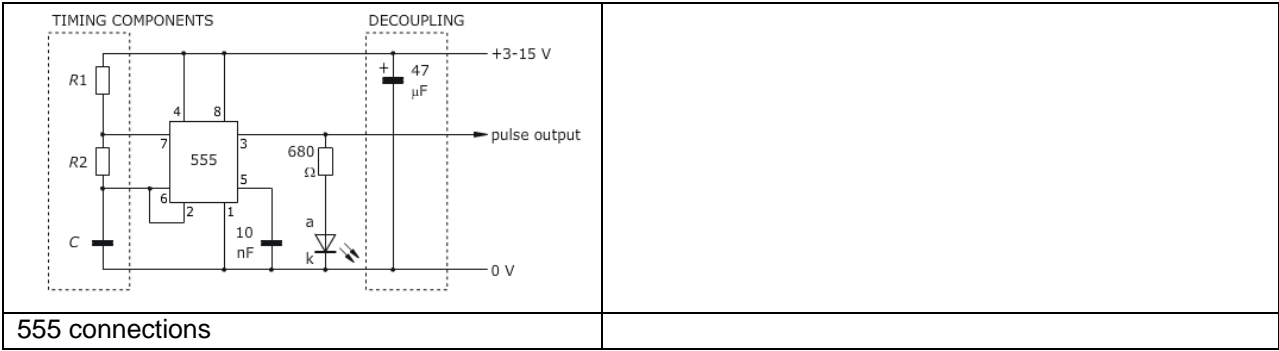 TIMING COMPONENTS
DECOUPLING
+3-15 V
R1
+
47
µF
4
8
7
3
pulse output
R2
555
680
Ω
5
6
2
1
C
10
nF
a
k
0 V
555 connections